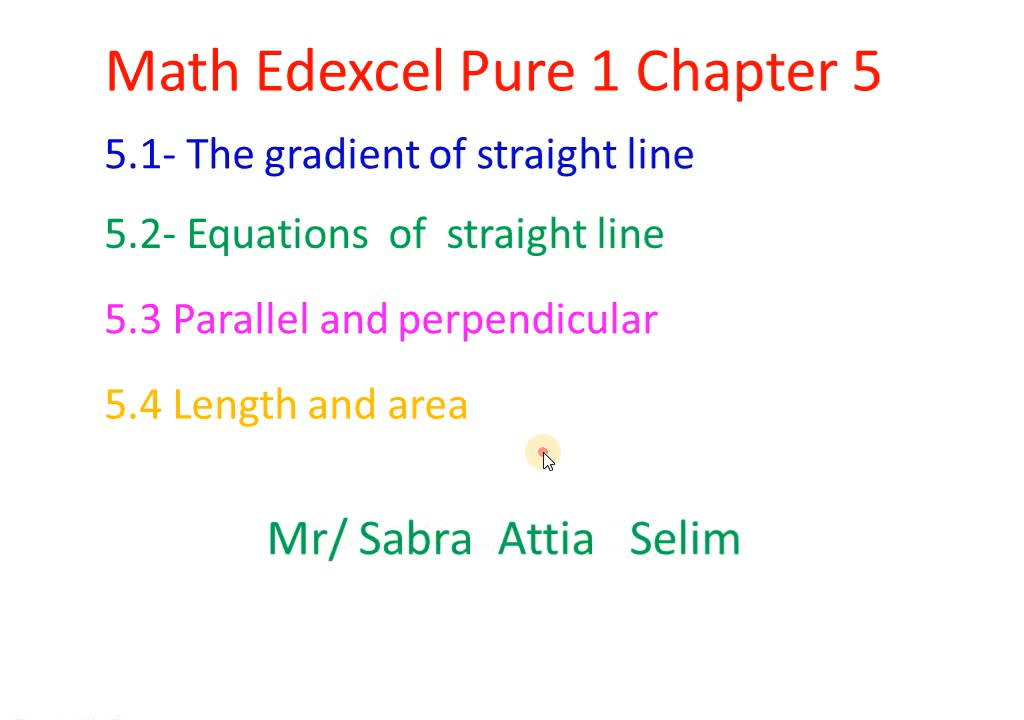 Math Edexcel Pure 1 Chapter 5
5.1- The gradient of straight line
5.2- Equations of straight line
5.3 Parallel and perpendicular
5.4 Length and area
Mr/ Sabra Attia Selim